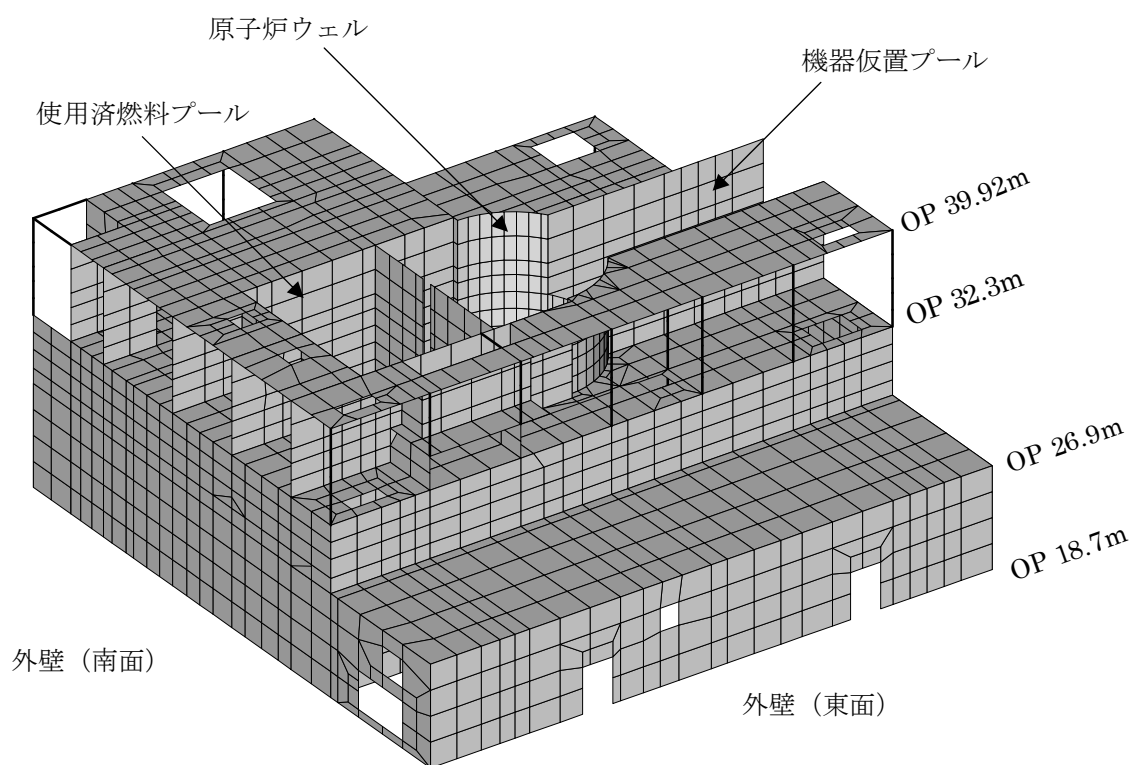 原子炉ウェル
機器仮置プール
使用済燃料プール
OP 39.92m
OP 32.3m
OP 26.9m
OP 18.7m
外壁（南面）
外壁（東面）